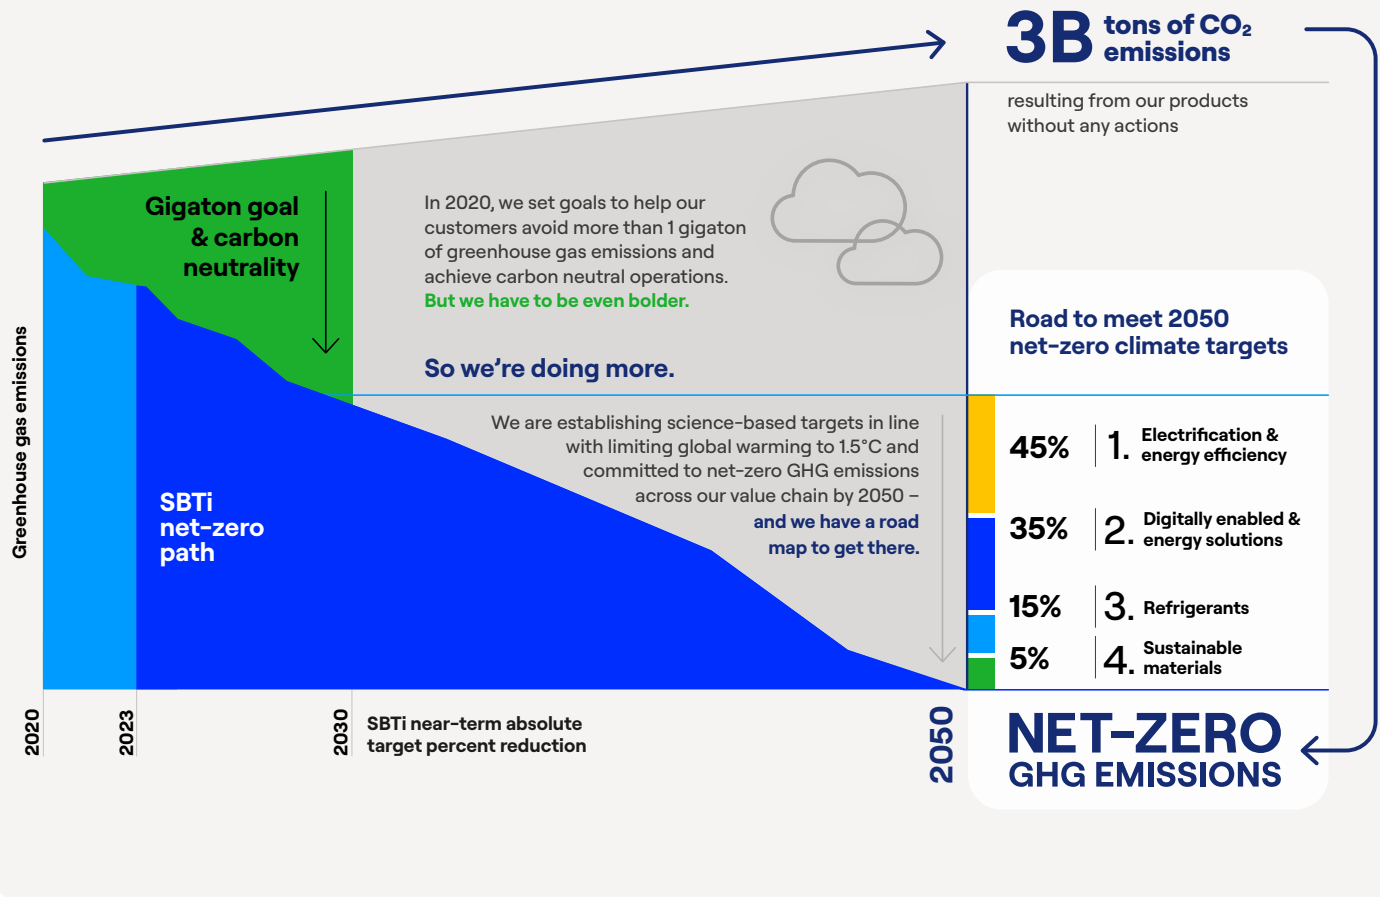 3B tons of CO₂
emissions
resulting from our products
without any actions
Gigaton goal
& carbon
neutrality
In 2020, we set goals to help our
customers avoid more than 1 gigaton
of greenhouse gas emissions and
achieve carbon neutral operations.
But we have to be even bolder.
So we're doing more.
We are establishing science-based targets in line
with limiting global warming to 1.5°C and
committed to net-zero GHG emissions
across our value chain by 2050 –
and we have a road
map to get there.
Greenhouse gas emissions
SBTi
net-zero
path
Road to meet 2050
net-zero climate targets
45% 1. Electrification &
energy efficiency
35% 2. Digitally enabled &
energy solutions
15% 3. Refrigerants
5% 4. Sustainable
materials
2020
2023
2030
SBTi near-term absolute
target percent reduction
2050
NET-ZERO
GHG EMISSIONS